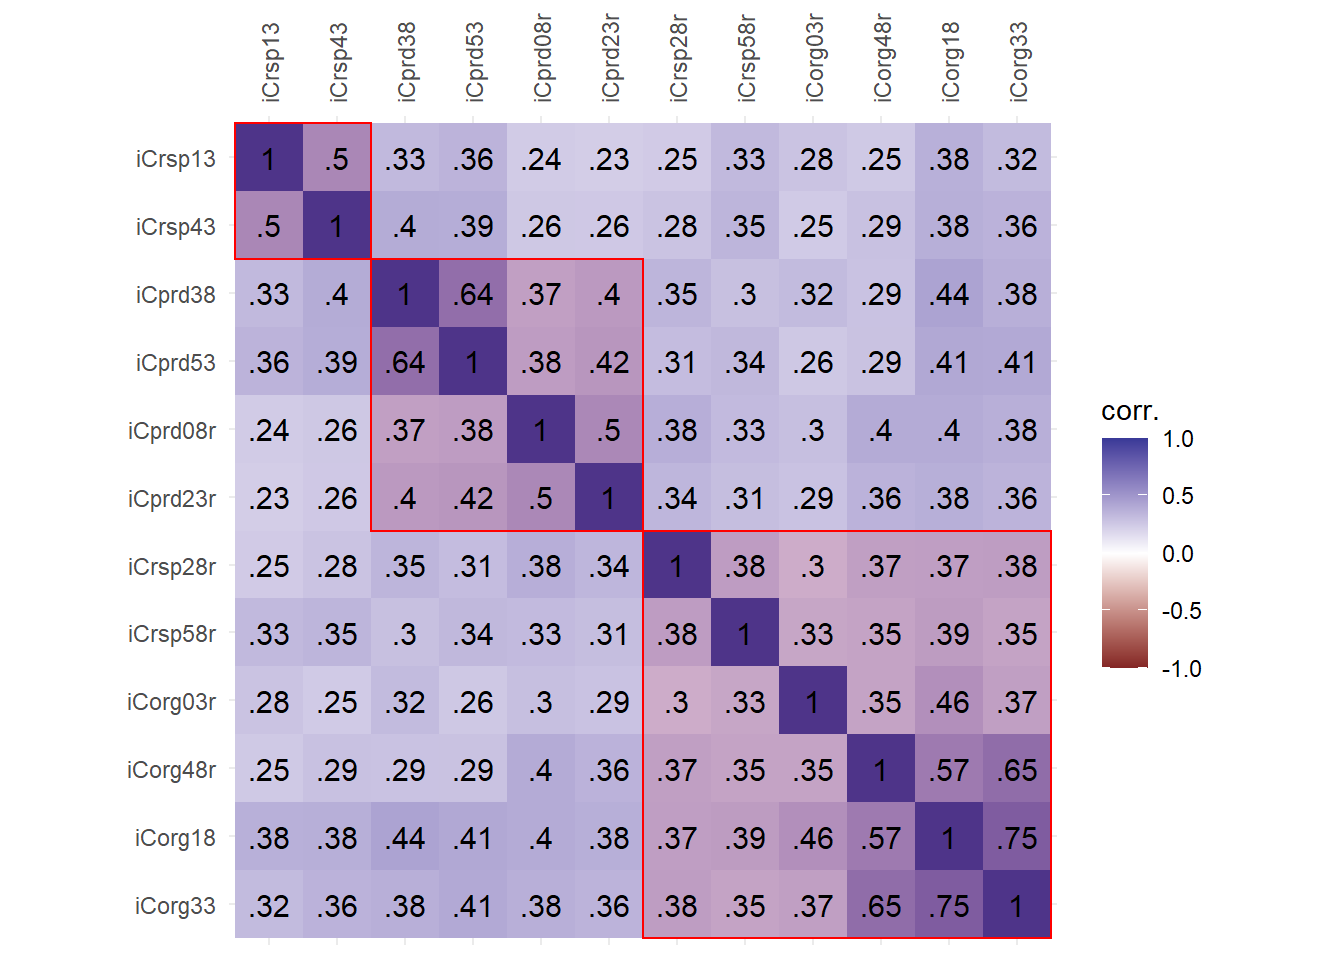 iCrsp13 iCrsp43 iCprd38 iCprd53 iCprd08r iCprd23r iCrsp28r iCrsp58r iCorg03r iCorg48r iCorg18 iCorg33
iCrsp13 1 .5 .33 .36 .24 .23 .25 .33 .28 .25 .38 .32
iCrsp43 .5 1 .4 .39 .26 .26 .28 .35 .25 .29 .38 .36
iCprd38 .33 .4 1 .64 .37 .4 .35 .3 .32 .29 .44 .38
iCprd53 .36 .39 .64 1 .38 .42 .31 .34 .26 .29 .41 .41
iCprd08r .24 .26 .37 .38 1 .5 .38 .33 .3 .4 .4 .38
iCprd23r .23 .26 .4 .42 .5 1 .34 .31 .29 .36 .38 .36
iCrsp28r .25 .28 .35 .31 .38 .34 1 .38 .3 .37 .37 .38
iCrsp58r .33 .35 .3 .34 .33 .31 .38 1 .33 .35 .39 .35
iCorg03r .28 .25 .32 .26 .3 .29 .3 .33 1 .35 .46 .37
iCorg48r .25 .29 .29 .29 .4 .36 .37 .35 .35 1 .57 .65
iCorg18 .38 .38 .44 .41 .4 .38 .37 .39 .46 .57 1 .75
iCorg33 .32 .36 .38 .41 .38 .36 .38 .35 .37 .65 .75 1
corr.
1.0
0.5
0.0
-0.5
-1.0